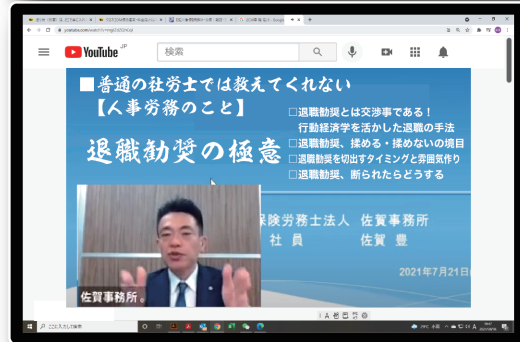 YouTube JP
検索
■普通の社労士では教えてくれない
【人事労務のこと】
退職勧奨の極意
□退職勧奨とは交渉事である！
行動経済学を活かした退職の手法
□退職勧奨、揉める・揉めないの境目
□退職勧奨を切出すタイミングと雰囲気作り
□退職勧奨、断られたらどうする
保険労務士法人 佐賀事務所
社員 佐賀 豊
2021年7月21日
佐賀事務所。
ここに入力して検索